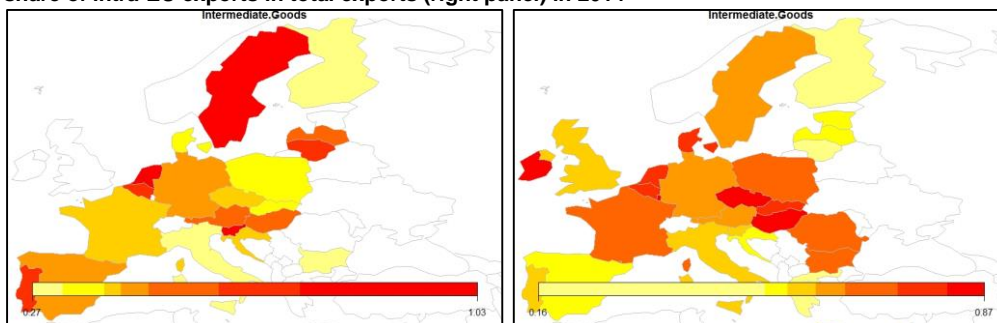 share of intra-EU exports in total exports (right panel) in 2014
Intermediate.Goods
Intermediate.Goods
0.27
1.03
0.16
0.87